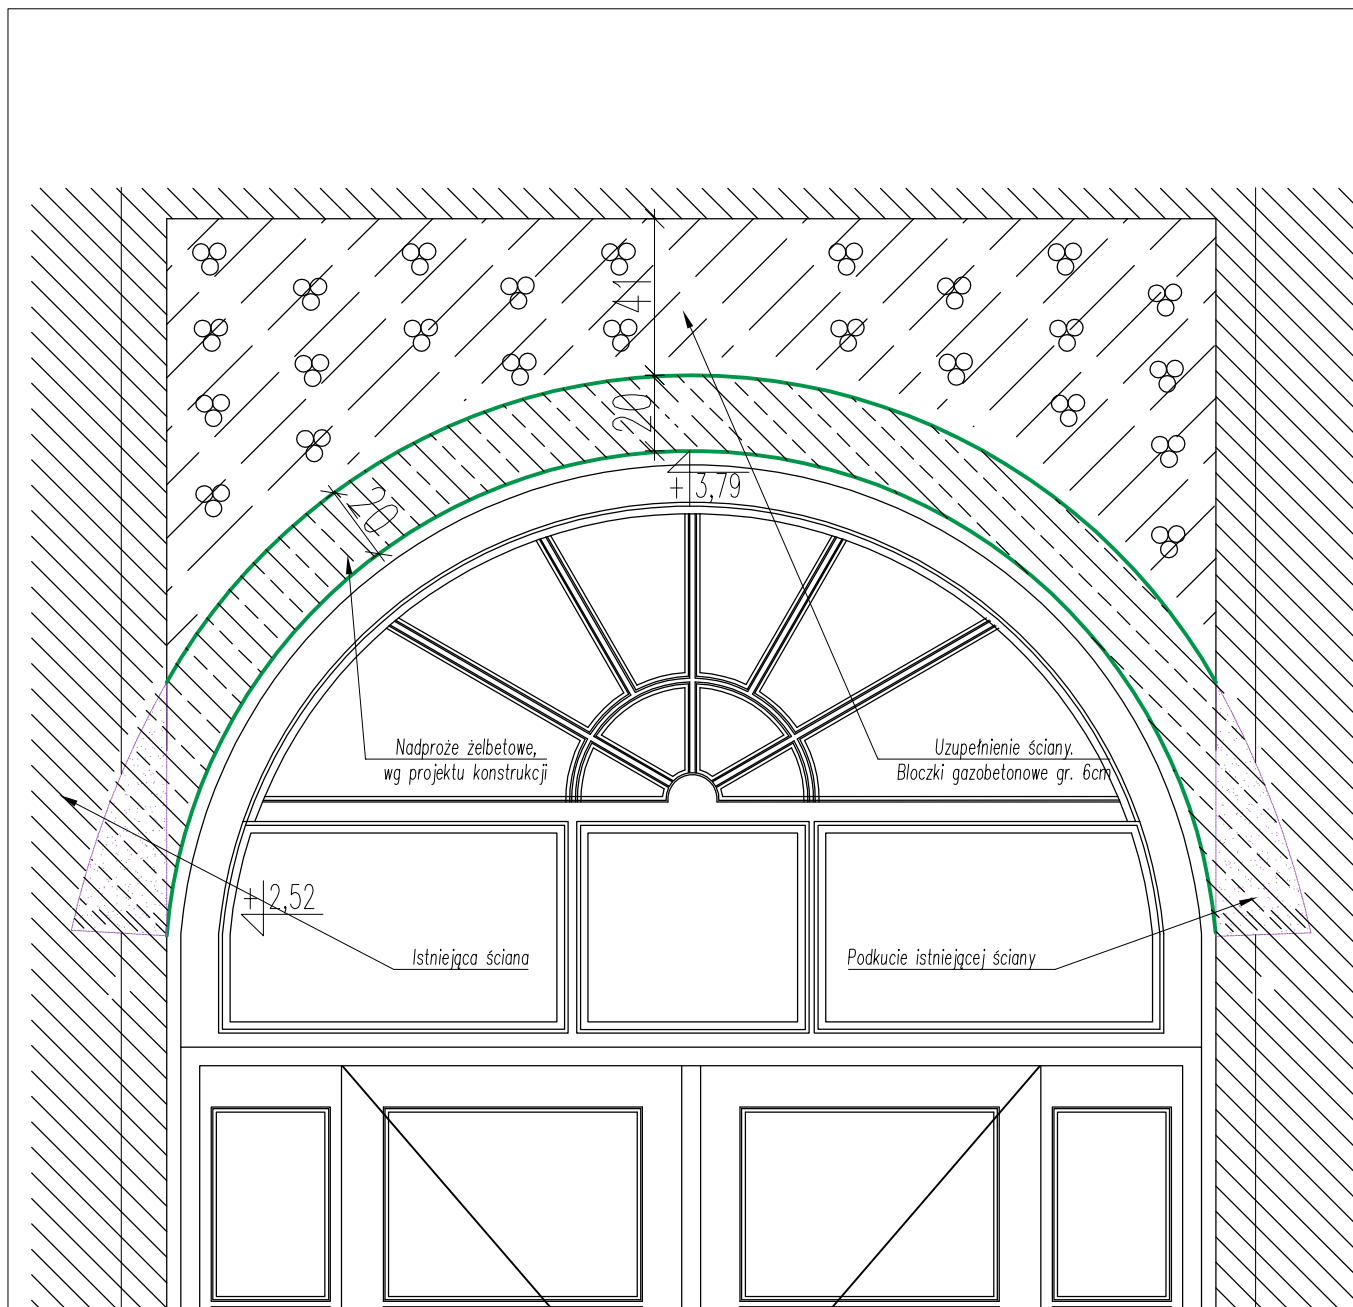 41
20
+3,79
20
Nadproże żelbetowe,
wg projektu konstrukcji
Uzupełnienie ściany.
Bloczki gazobetonowe gr. 6cm
+2,52
Istniejąca ściana
Podkucie istniejącej ściany